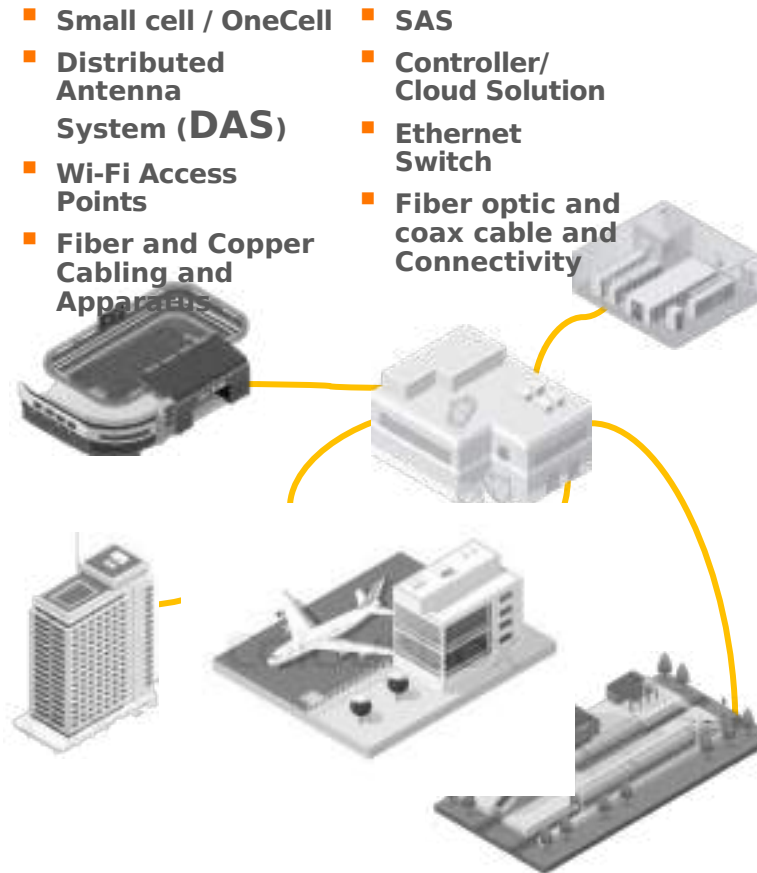 Small cell / OneCell
Distributed
Antenna
System (DAS)
Wi-Fi Access
Points
Fiber and Copper
Cabling and
Apparatus
SAS
Controller/
Cloud Solution
Ethernet
Switch
Fiber optic and
coax cable and
Connectivity